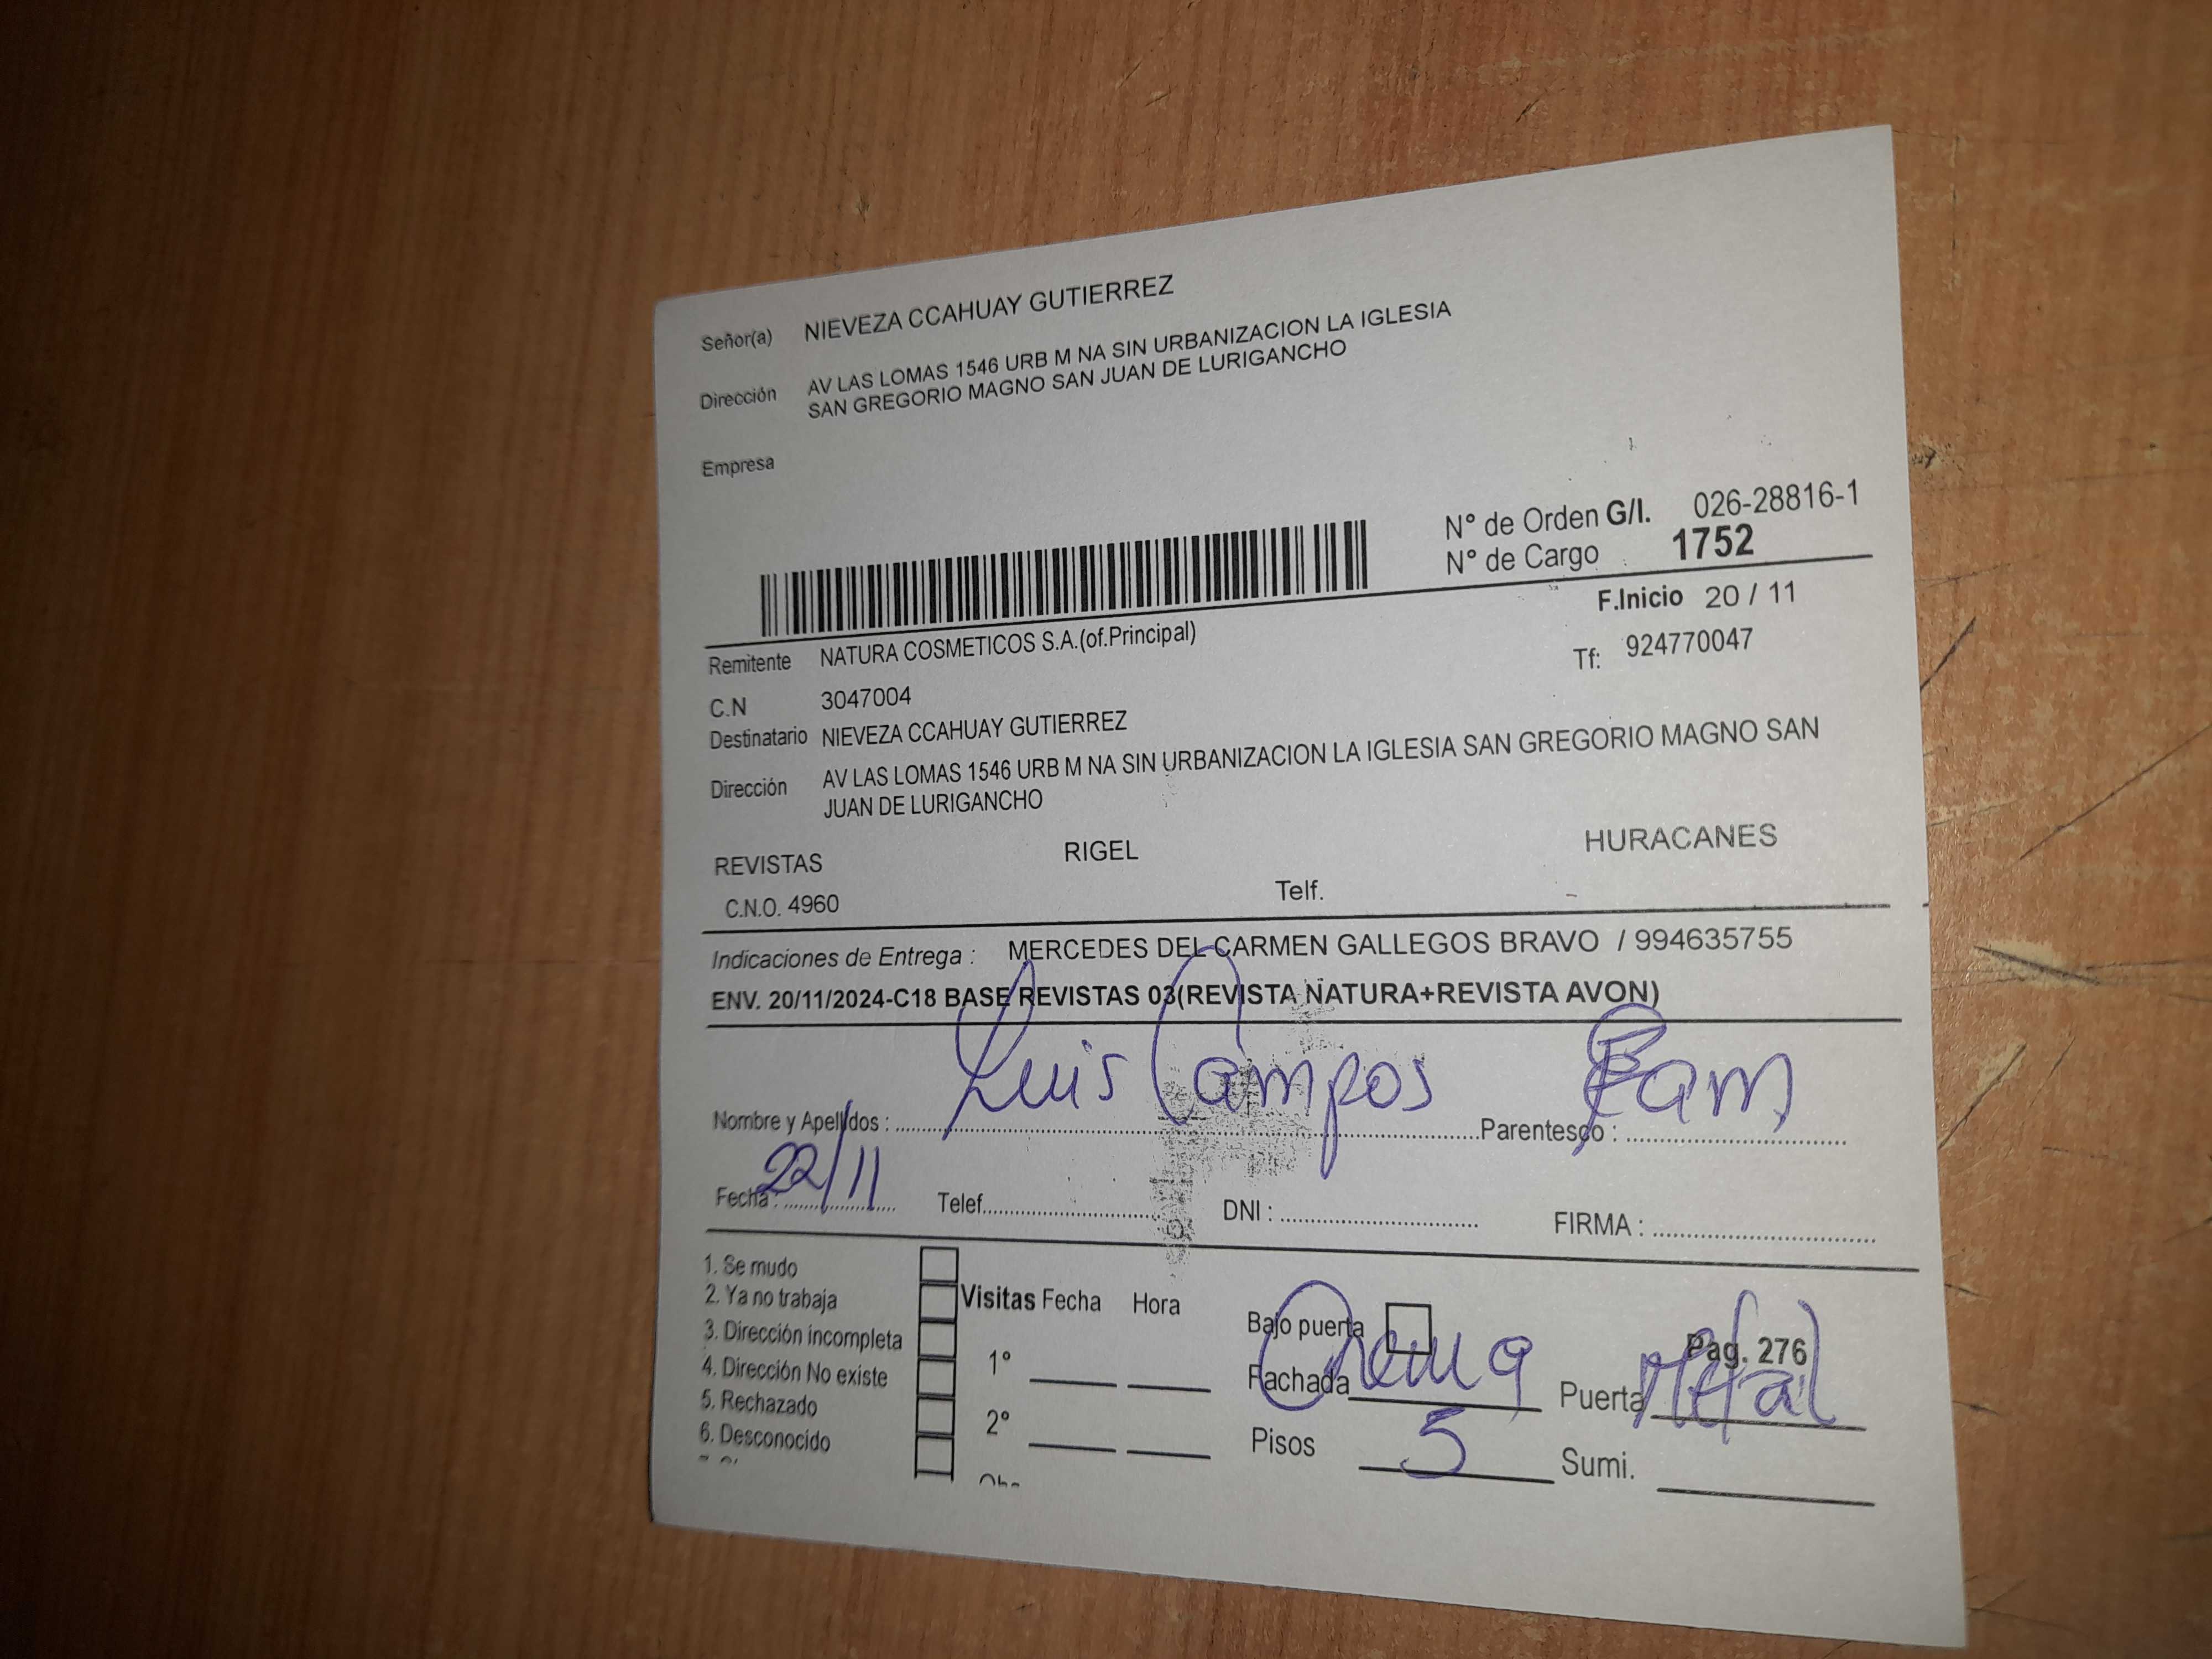 Señor(a) NIEVEZA CCAHUAY GUTIERREZ
Dirección AV LAS LOMAS 1546 URB M NA SIN URBANIZACION LA IGLESIA
SAN GREGORIO MAGNO SAN JUAN DE LURIGANCHO
Empresa
N° de Orden G/I. 026-28816-1
N° de Cargo 1752
F.Inicio 20 / 11
Remitente NATURA COSMETICOS S.A.(of.Principal) Tf: 924770047
C.N 3047004
Destinatario NIEVEZA CCAHUAY GUTIERREZ
Dirección AV LAS LOMAS 1546 URB M NA SIN URBANIZACION LA IGLESIA SAN GREGORIO MAGNO SAN
JUAN DE LURIGANCHO
REVISTAS RIGEL HURACANES
C.N.O. 4960 Telf. -
Indicaciones de Entrega : MERCEDES DEL CARMEN GALLEGOS BRAVO / 994635755
ENV. 20/11/2024-C18 BASE REVISTAS 03(REVISTA NATURA+REVISTA AVON)
Nombre y Apellidos : Luis Campos Parentesco : Fam
Fecha : 22/11 Telef. DNI : FIRMA :
1. Se mudo
2. Ya no trabaja Visitas Fecha Hora Bajo puerta Pag. 276
3. Dirección incompleta
4. Dirección No existe 1° Fachada Crema Puerta Metal
5. Rechazado
6. Desconocido 2° Pisos 5 Sumi.